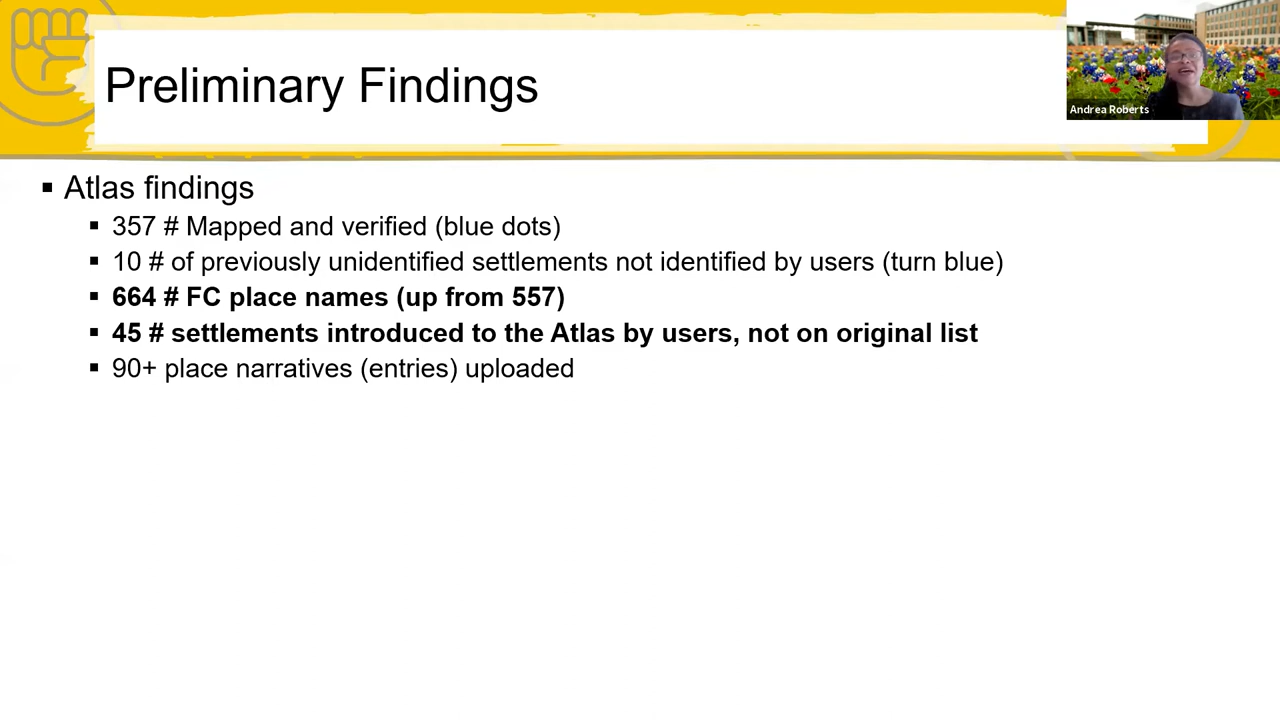 Preliminary Findings
Andrea Roberts
▪ Atlas findings
▪ 357 # Mapped and verified (blue dots)
▪ 10 # of previously unidentified settlements not identified by users (turn blue)
▪ 664 # FC place names (up from 557)
▪ 45 # settlements introduced to the Atlas by users, not on original list
▪ 90+ place narratives (entries) uploaded